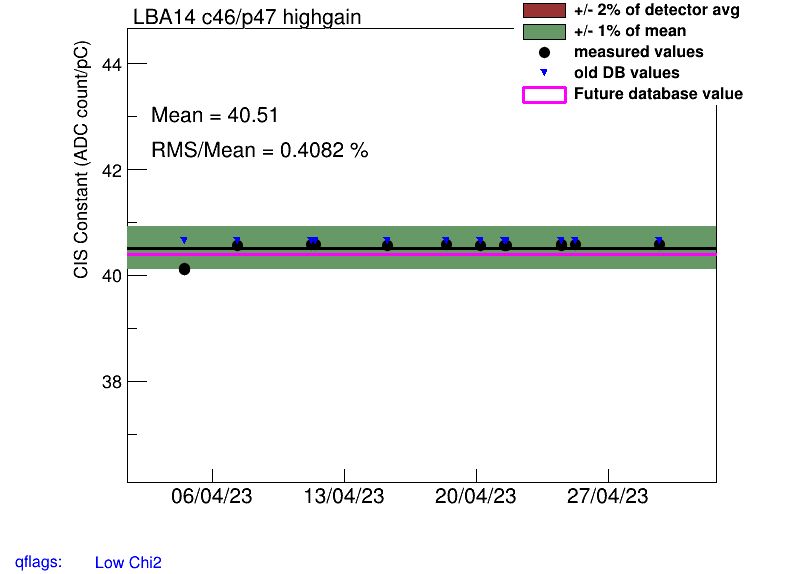 LBA14 c46/p47 highgain
+/- 2% of detector avg
+/- 1% of mean
measured values
old DB values
Future database value
CIS Constant (ADC count/pC)
44
42
40
38
Mean = 40.51
RMS/Mean = 0.4082 %
06/04/23 13/04/23 20/04/23 27/04/23
qflags: Low Chi2